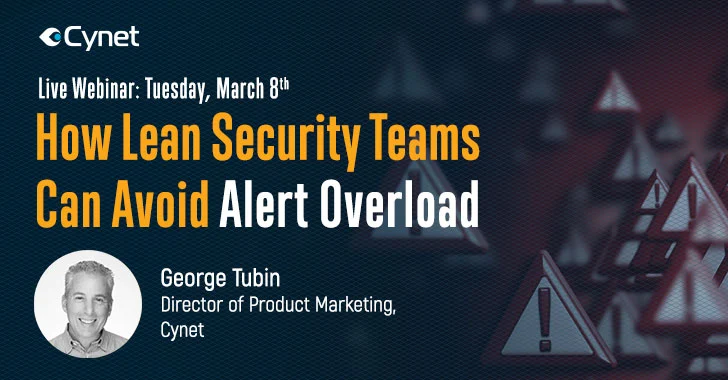 Cynet
Live Webinar: Tuesday, March 8th
How Lean Security Teams
Can Avoid Alert Overload
George Tubin
Director of Product Marketing,
Cynet